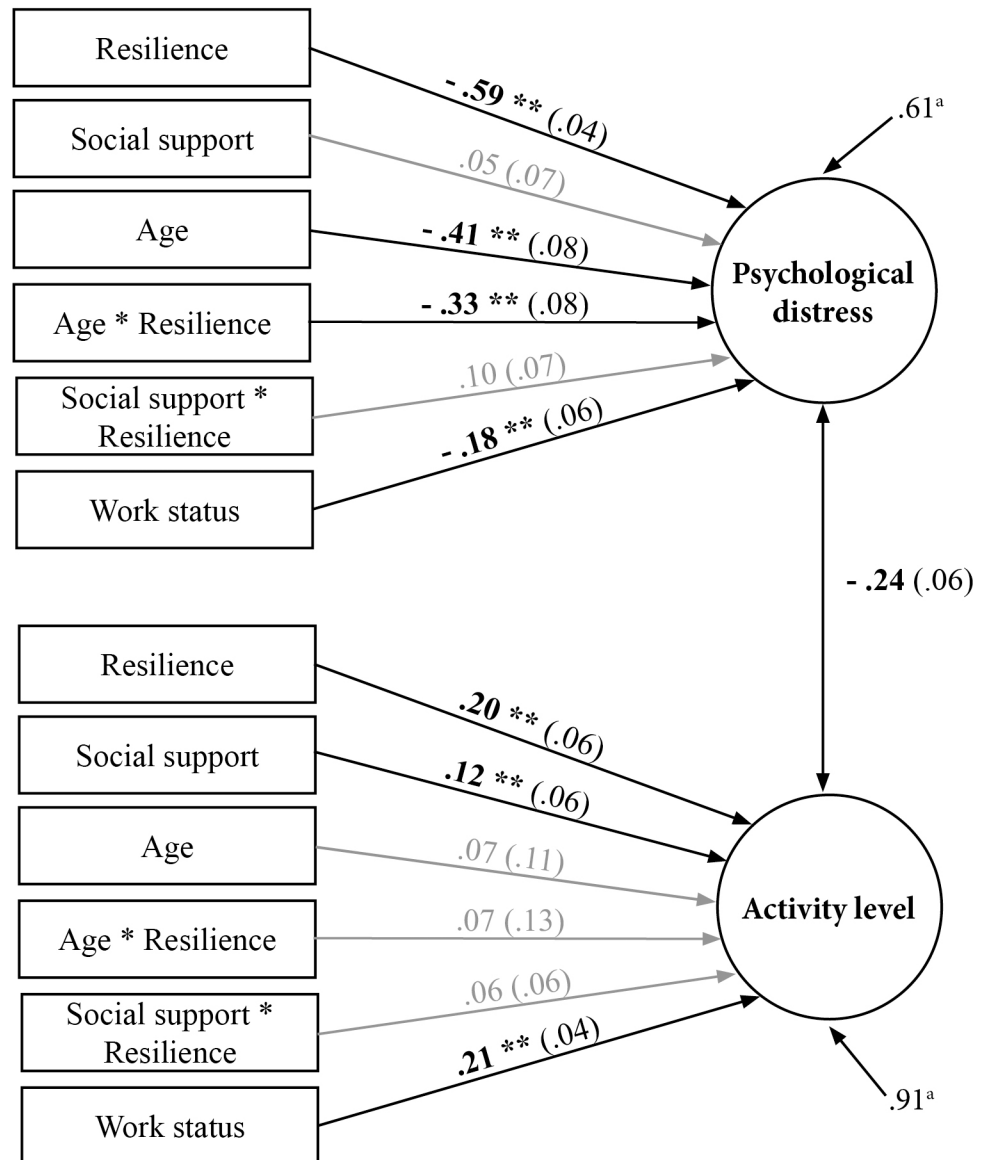 Resilience
- .59 ** (.04)
.61ᵃ
Social support
.05 (.07)
Age
- .41 ** (.08)
Psychological
distress
Age * Resilience
- .33 ** (.08)
Social support *
Resilience
.10 (.07)
Work status
- .18 ** (.06)
- .24 (.06)
Resilience
.20 ** (.06)
Social support
.12 ** (.06)
Age
.07 (.11)
Activity level
Age * Resilience
.07 (.13)
Social support *
Resilience
.06 (.06)
Work status
.21 ** (.04)
.91ᵃ